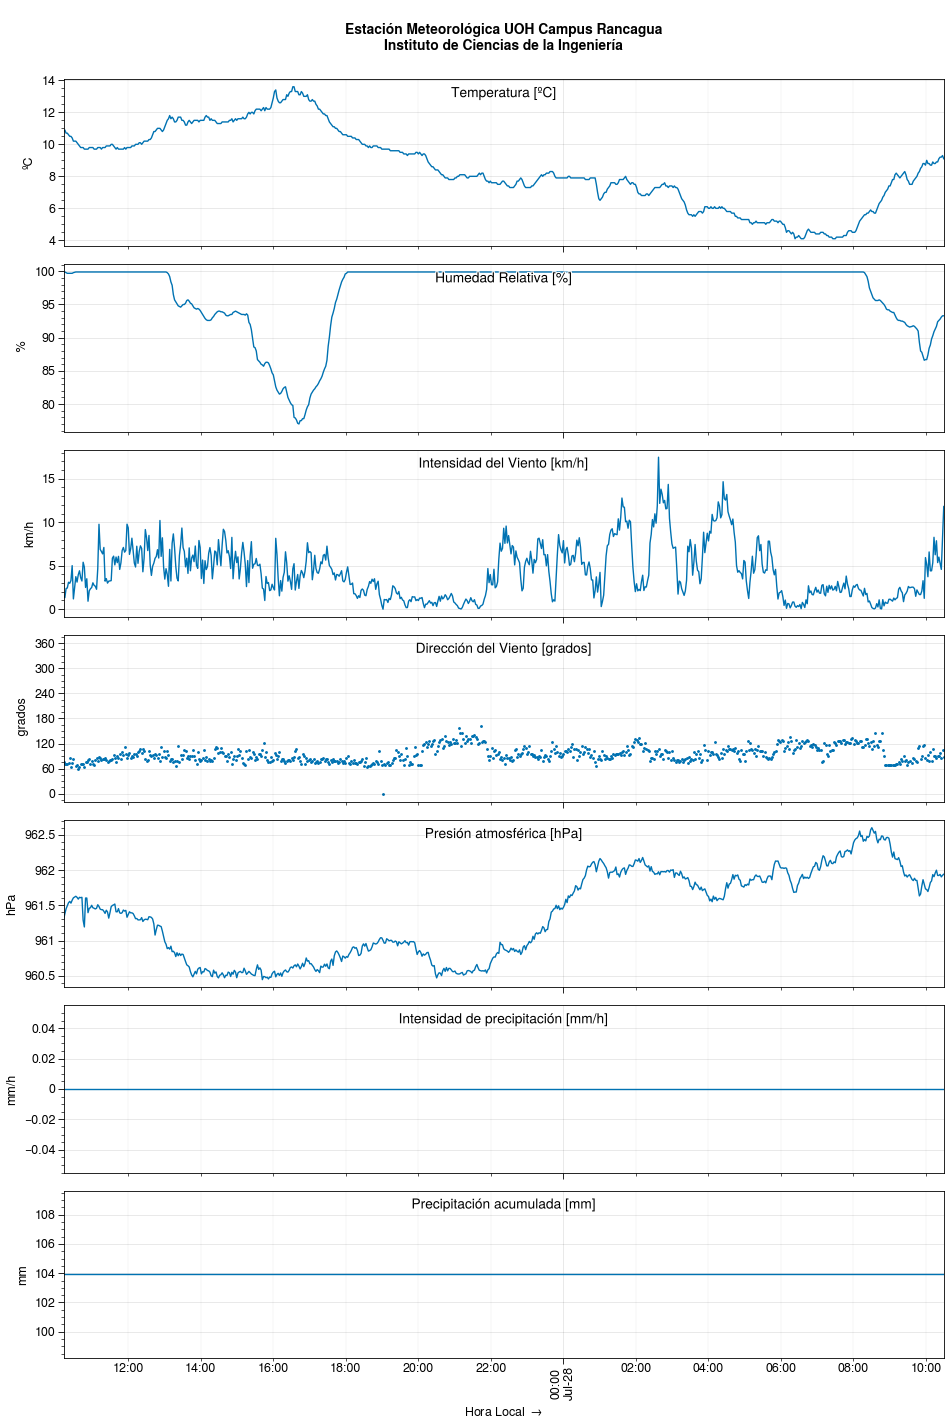 Estación Meteorológica UOH Campus Rancagua
Instituto de Ciencias de la Ingeniería
Temperatura [ºC]
ºC
14
12
10
8
6
4
Humedad Relativa [%]
%
100
95
90
85
80
Intensidad del Viento [km/h]
km/h
15
10
5
0
Dirección del Viento [grados]
grados
360
300
240
180
120
60
0
Presión atmosférica [hPa]
hPa
962.5
962
961.5
961
960.5
Intensidad de precipitación [mm/h]
mm/h
0.04
0.02
0
−0.02
−0.04
Precipitación acumulada [mm]
mm
108
106
104
102
100
12:00 14:00 16:00 18:00 20:00 22:00 00:00 02:00 04:00 06:00 08:00 10:00
Jul-28
Hora Local →